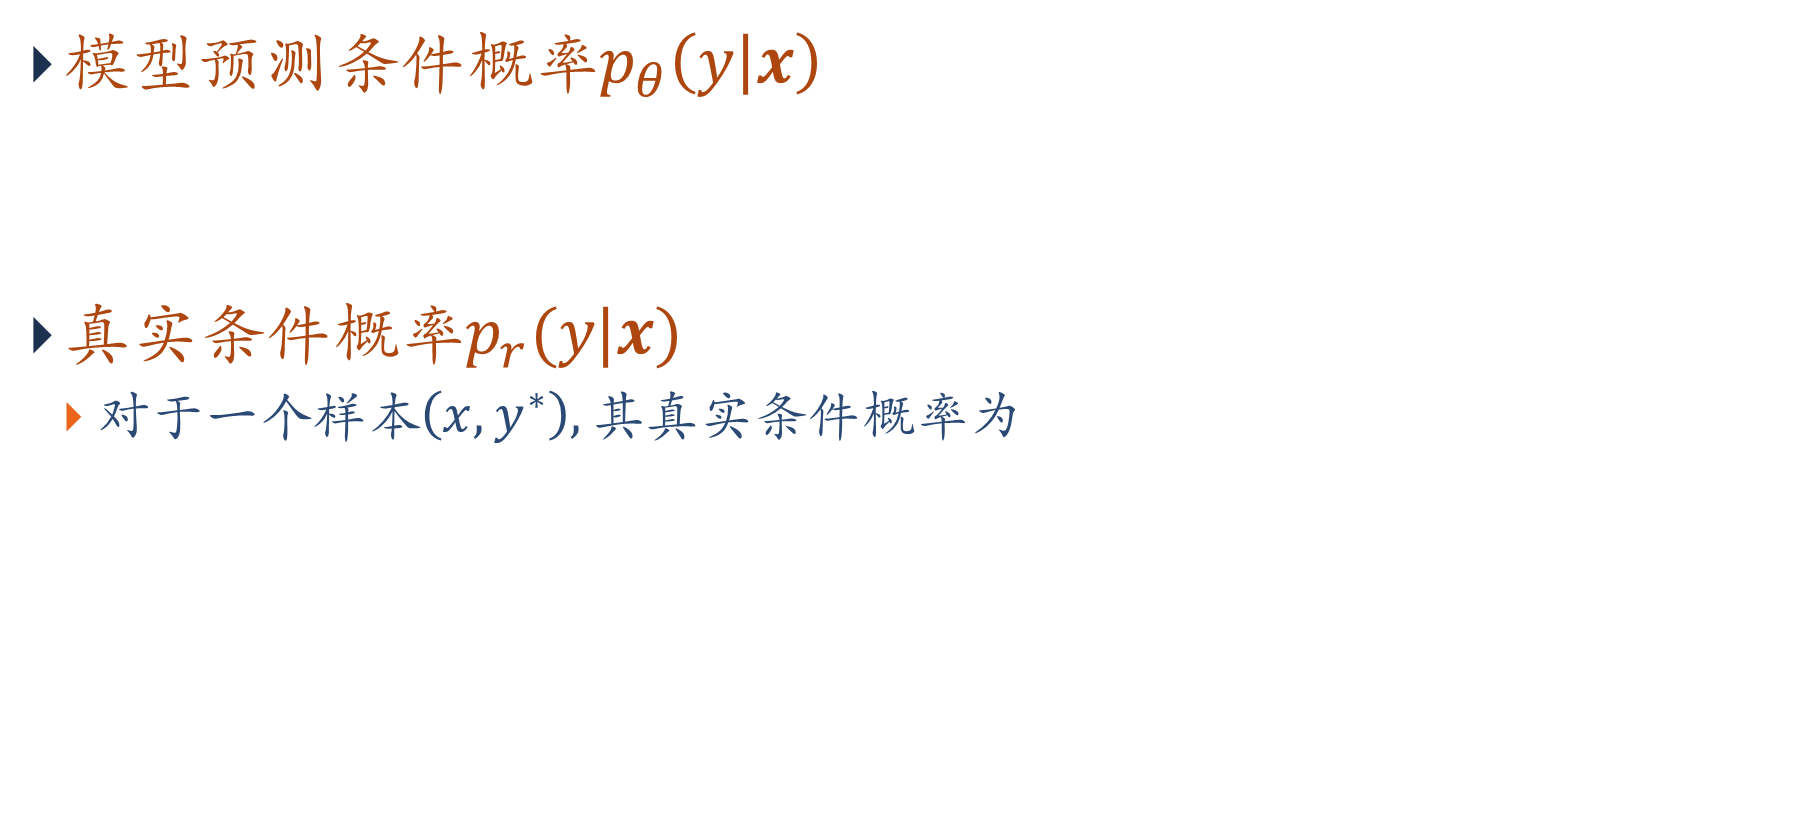 模型预测条件概率pθ(y|x)
真实条件概率pr(y|x)
对于一个样本(x, y*), 其真实条件概率为